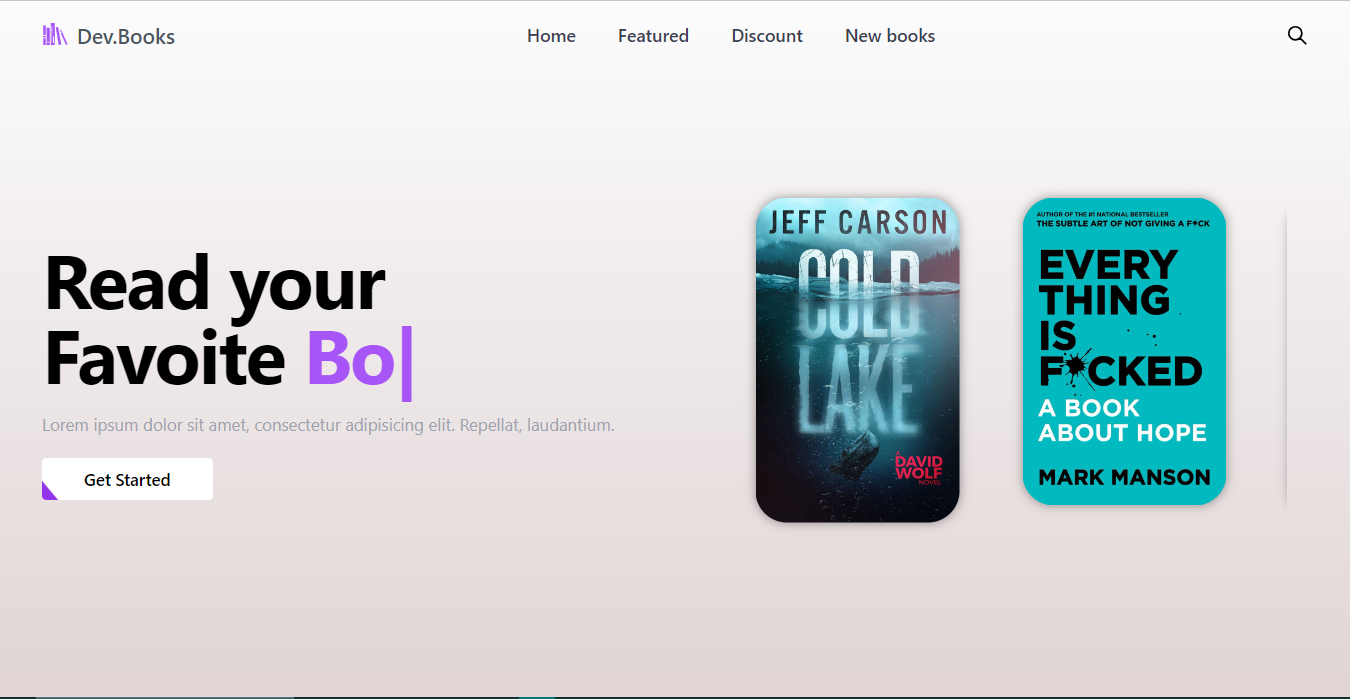 Dev.Books
Home
Featured
Discount
New books
Read your
Favoite Bo|
Lorem ipsum dolor sit amet, consectetur adipisicing elit. Repellat, laudantium.
Get Started
JEFF CARSON
COLD
LAKE
A
DAVID
WOLF
NOVEL
AUTHOR OF THE #1 NATIONAL BESTSELLER
THE SUBTLE ART OF NOT GIVING A F*CK
EVERY
THING
IS
F*CKED
A BOOK
ABOUT HOPE
MARK MANSON